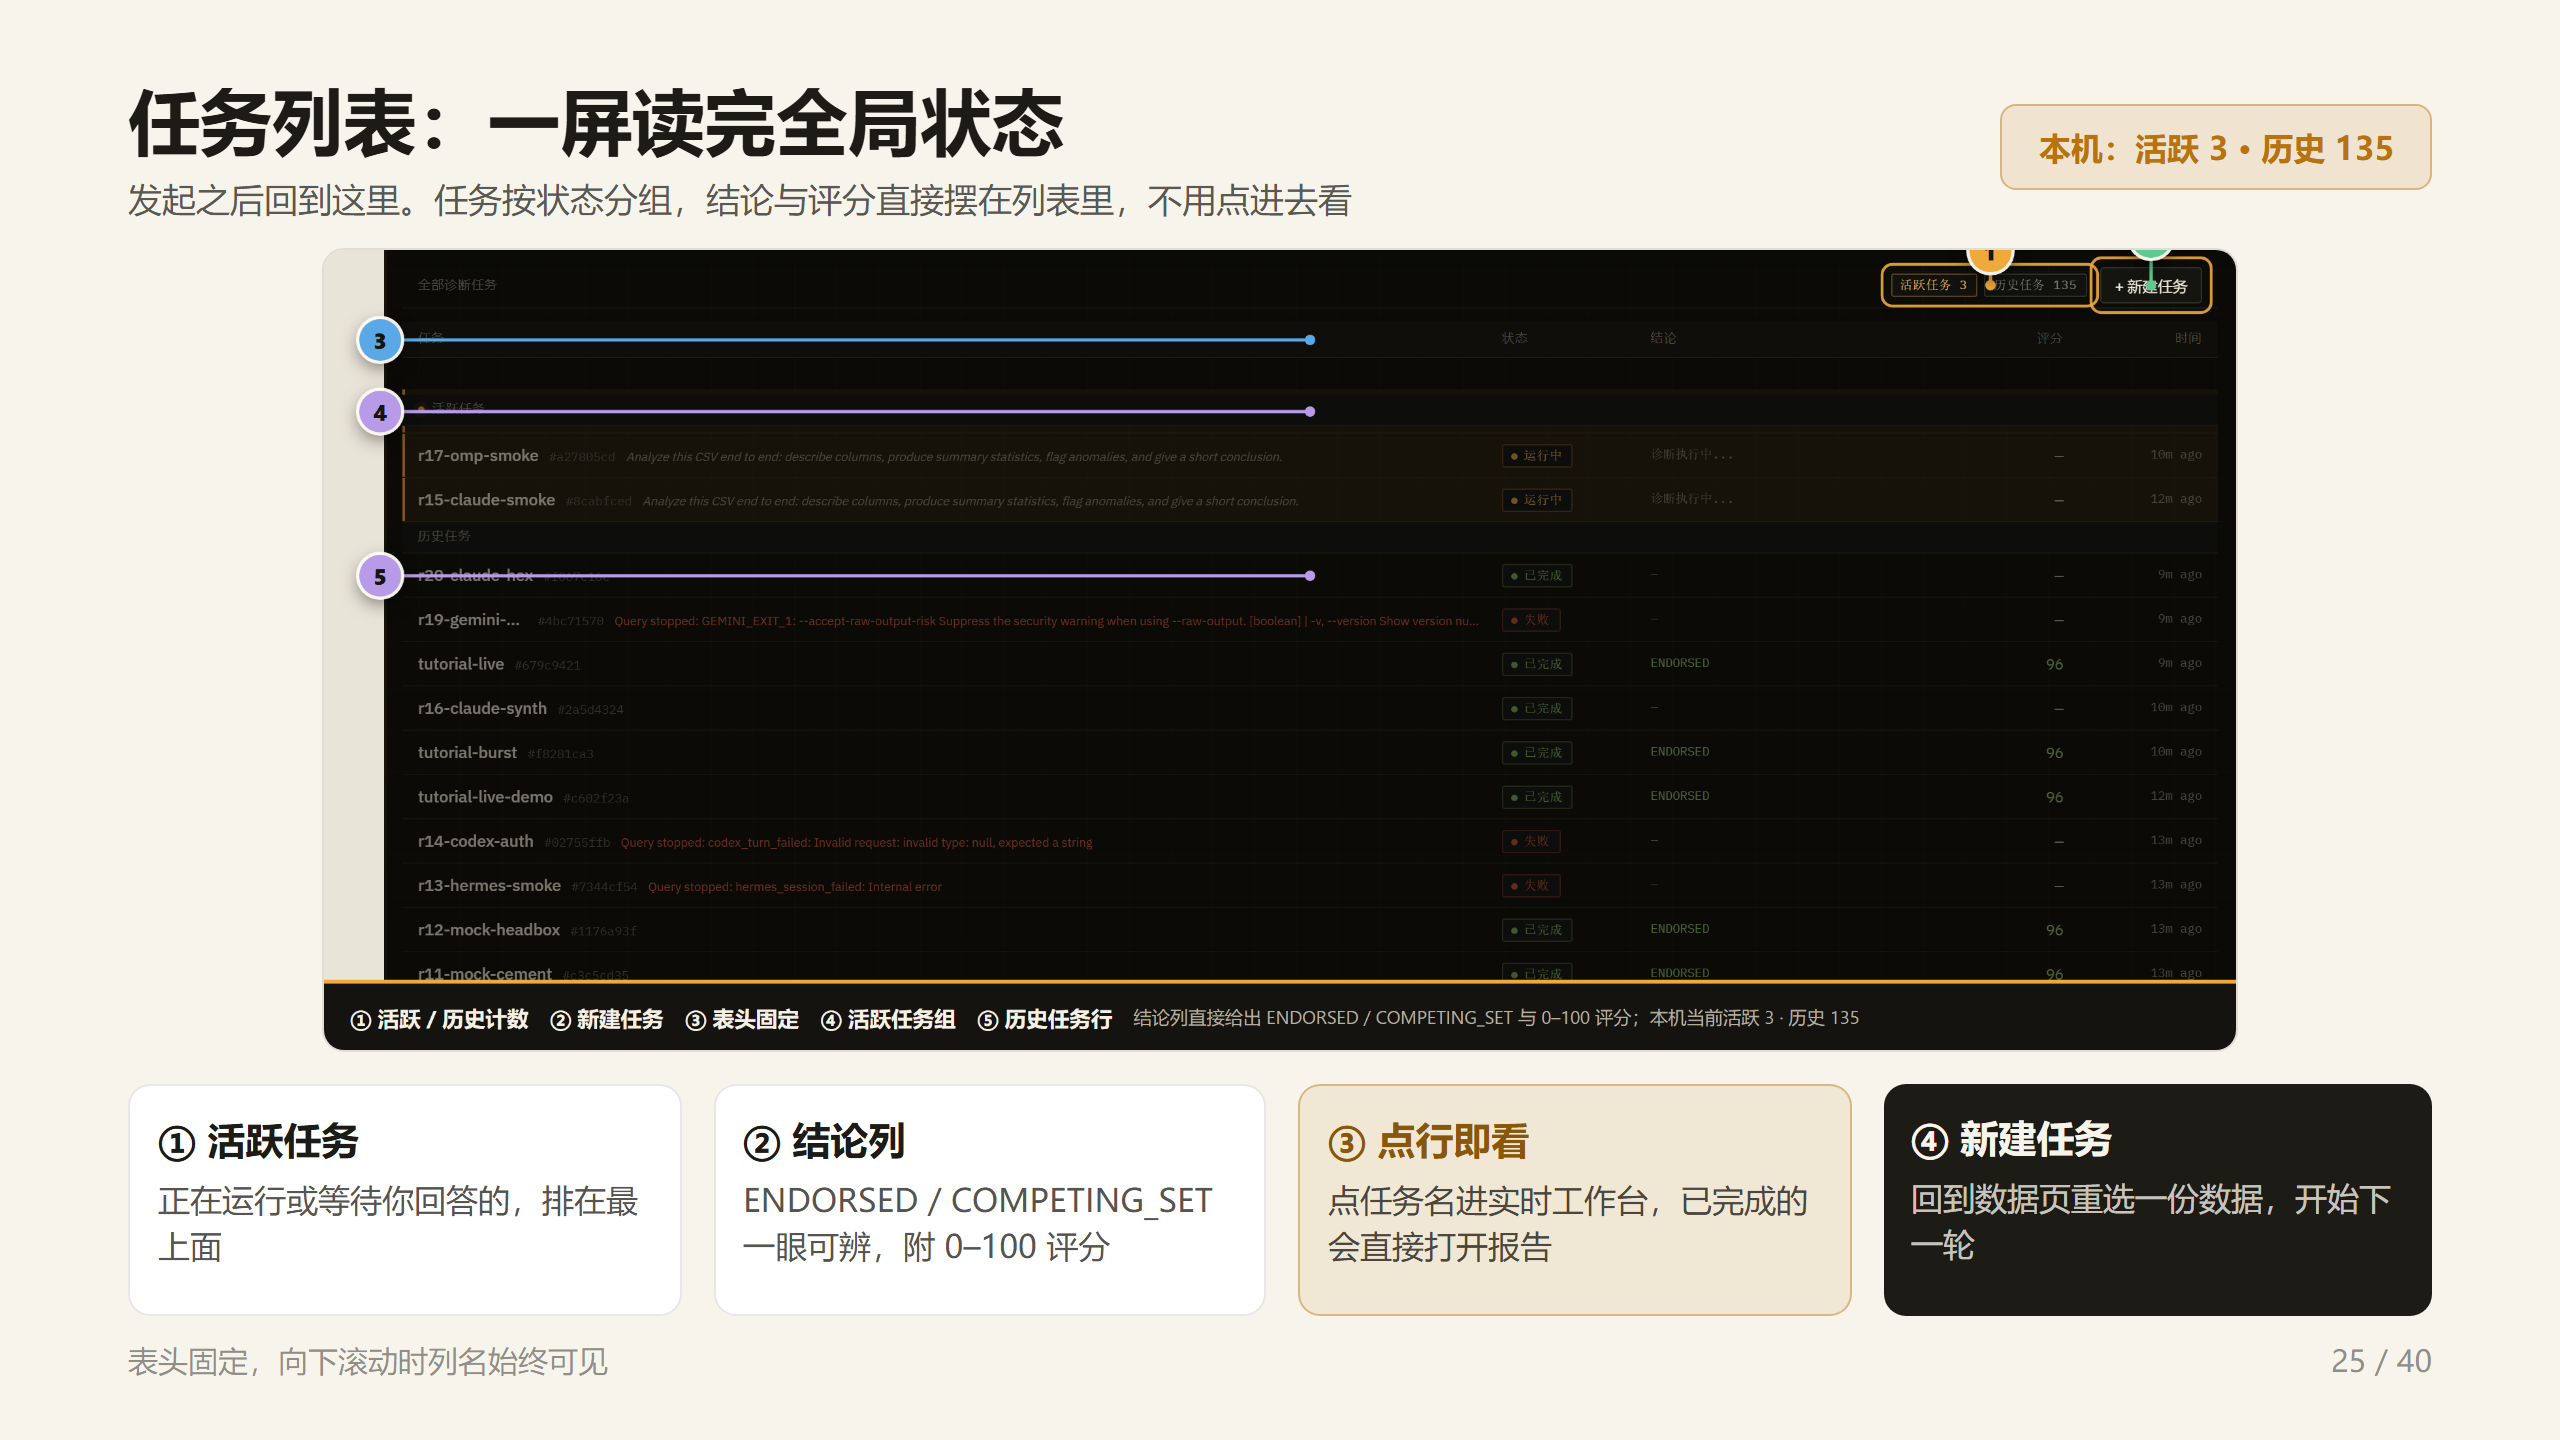 任务列表：一屏读完全局状态
本机：活跃 3 • 历史 135
发起之后回到这里。任务按状态分组，结论与评分直接摆在列表里，不用点进去看
全部诊断任务
活跃任务 3
历史任务 135
+ 新建任务
3
任务 状态 结论 评分 时间
4
活跃任务
r17-omp-smoke #a27805cd Analyze this CSV end to end: describe columns, produce summary statistics, flag anomalies, and give a short conclusion. 运行中 诊断执行中... — 10m ago
r15-claude-smoke #8cabfced Analyze this CSV end to end: describe columns, produce summary statistics, flag anomalies, and give a short conclusion. 运行中 诊断执行中... — 12m ago
历史任务
5
r20-claude-hex 已完成 — — 9m ago
r19-gemini-... #4bc71570 Query stopped: GEMINI_EXIT_1: --accept-raw-output-risk Suppress the security warning when using --raw-output. [boolean] | -v, --version Show version nu... 失败 — — 9m ago
tutorial-live #679c9421 已完成 ENDORSED 96 9m ago
r16-claude-synth #2a5d4324 已完成 — — 10m ago
tutorial-burst #f8281ca3 已完成 ENDORSED 96 10m ago
tutorial-live-demo #c602f23a 已完成 ENDORSED 96 12m ago
r14-codex-auth #02755ffb Query stopped: codex_turn_failed: Invalid request: invalid type: null, expected a string 失败 — — 13m ago
r13-hermes-smoke #7344cf54 Query stopped: hermes_session_failed: Internal error 失败 — — 13m ago
r12-mock-headbox #1176a93f 已完成 ENDORSED 96 13m ago
r11-mock-cement #c3c5cd35 已完成 ENDORSED 96 13m ago
① 活跃 / 历史计数 ② 新建任务 ③ 表头固定 ④ 活跃任务组 ⑤ 历史任务行 结论列直接给出 ENDORSED / COMPETING_SET 与 0–100 评分；本机当前活跃 3 · 历史 135
① 活跃任务
正在运行或等待你回答的，排在最
上面
② 结论列
ENDORSED / COMPETING_SET
一眼可辨，附 0–100 评分
③ 点行即看
点任务名进实时工作台，已完成的
会直接打开报告
④ 新建任务
回到数据页重选一份数据，开始下
一轮
表头固定，向下滚动时列名始终可见
25 / 40